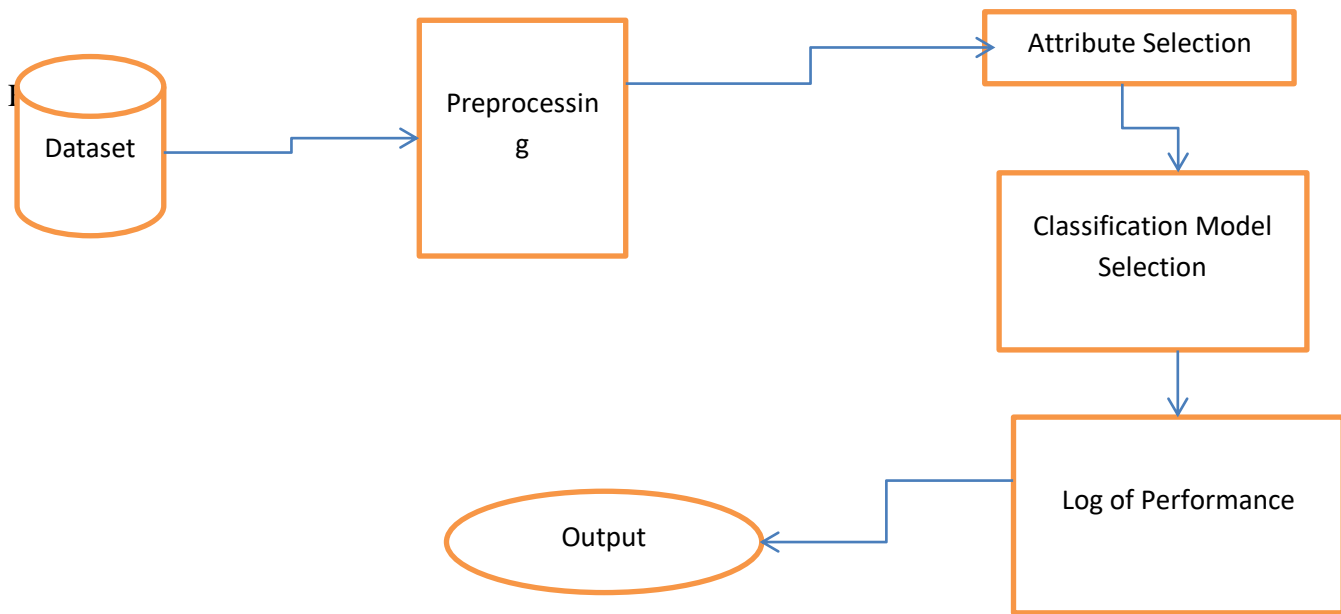 Dataset
Preprocessin
g
Attribute Selection
Classification Model
Selection
Log of Performance
Output